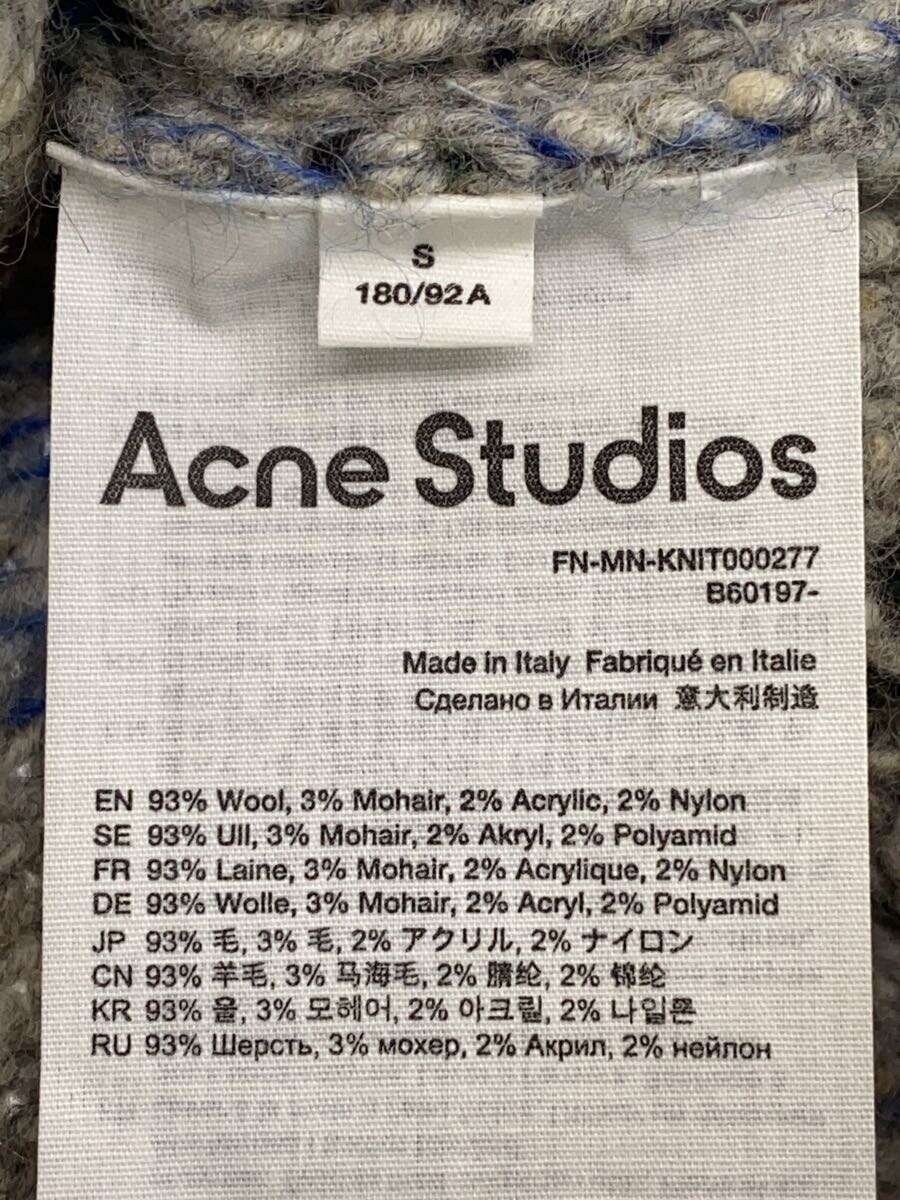 S
180/92A
Acne Studios
FN-MN-KNIT000277
B60197-
Made in Italy Fabriqué en Italie
Сделано в Италии 意大利制造
EN 93% Wool, 3% Mohair, 2% Acrylic, 2% Nylon
SE 93% Ull, 3% Mohair, 2% Akryl, 2% Polyamid
FR 93% Laine, 3% Mohair, 2% Acrylique, 2% Nylon
DE 93% Wolle, 3% Mohair, 2% Acryl, 2% Polyamid
JP 93% 毛, 3% 毛, 2% アクリル, 2% ナイロン
CN 93% 羊毛, 3% 马海毛, 2% 腈纶, 2% 锦纶
KR 93% 울, 3% 모헤어, 2% 아크릴, 2% 나일론
RU 93% Шерсть, 3% мохер, 2% Акрил, 2% нейлон